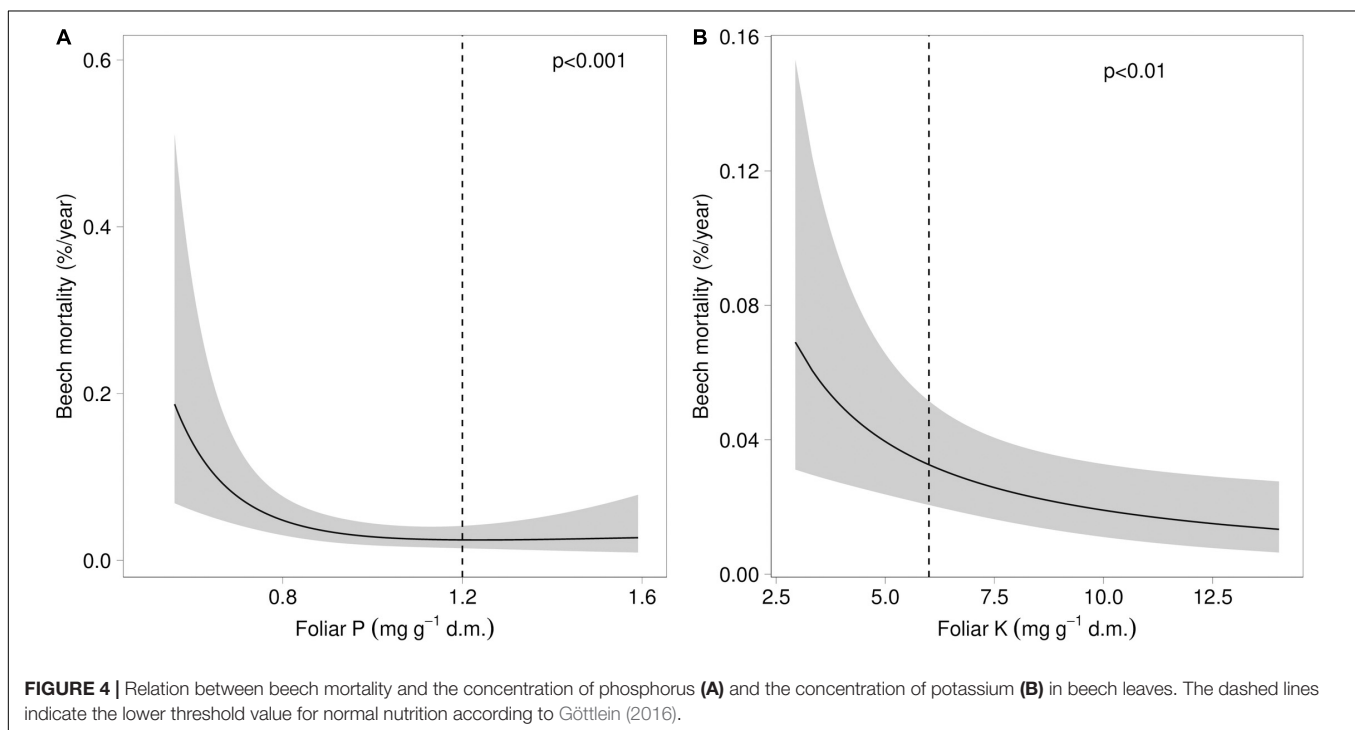 A
p<0.001
0.6
0.4
0.2
0.0
Beech mortality (%/year)
0.8
1.2
1.6
Foliar P (mg g⁻¹ d.m.)
B
p<0.01
0.16
0.12
0.08
0.04
0.00
Beech mortality (%/year)
2.5
5.0
7.5
10.0
12.5
Foliar K (mg g⁻¹ d.m.)
FIGURE 4 | Relation between beech mortality and the concentration of phosphorus (A) and the concentration of potassium (B) in beech leaves. The dashed lines
indicate the lower threshold value for normal nutrition according to Göttlein (2016).